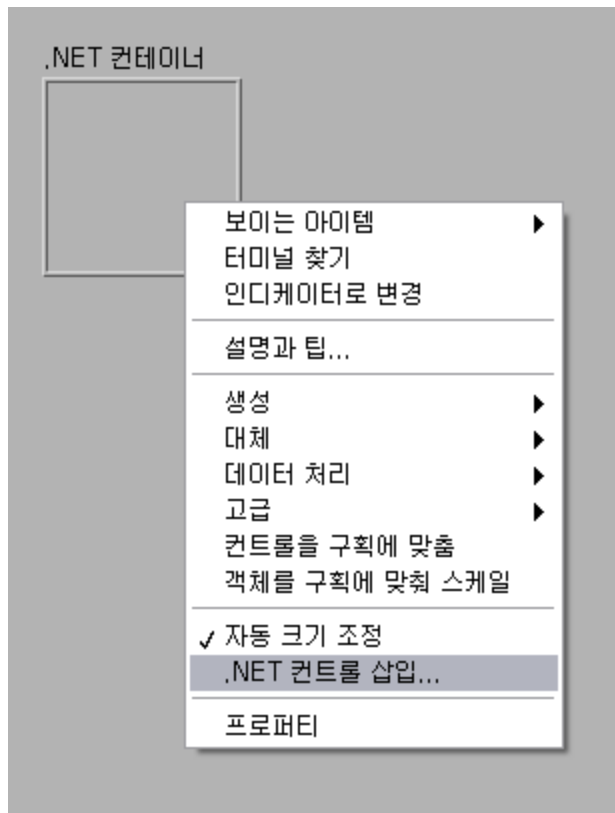 .NET 컨테이너
보이는 아이템
터미널 찾기
인디케이터로 변경
설명과 팁...
생성
대체
데이터 처리
고급
컨트롤을 구획에 맞춤
객체를 구획에 맞춰 스케일
자동 크기 조정
.NET 컨트롤 삽입...
프로퍼티